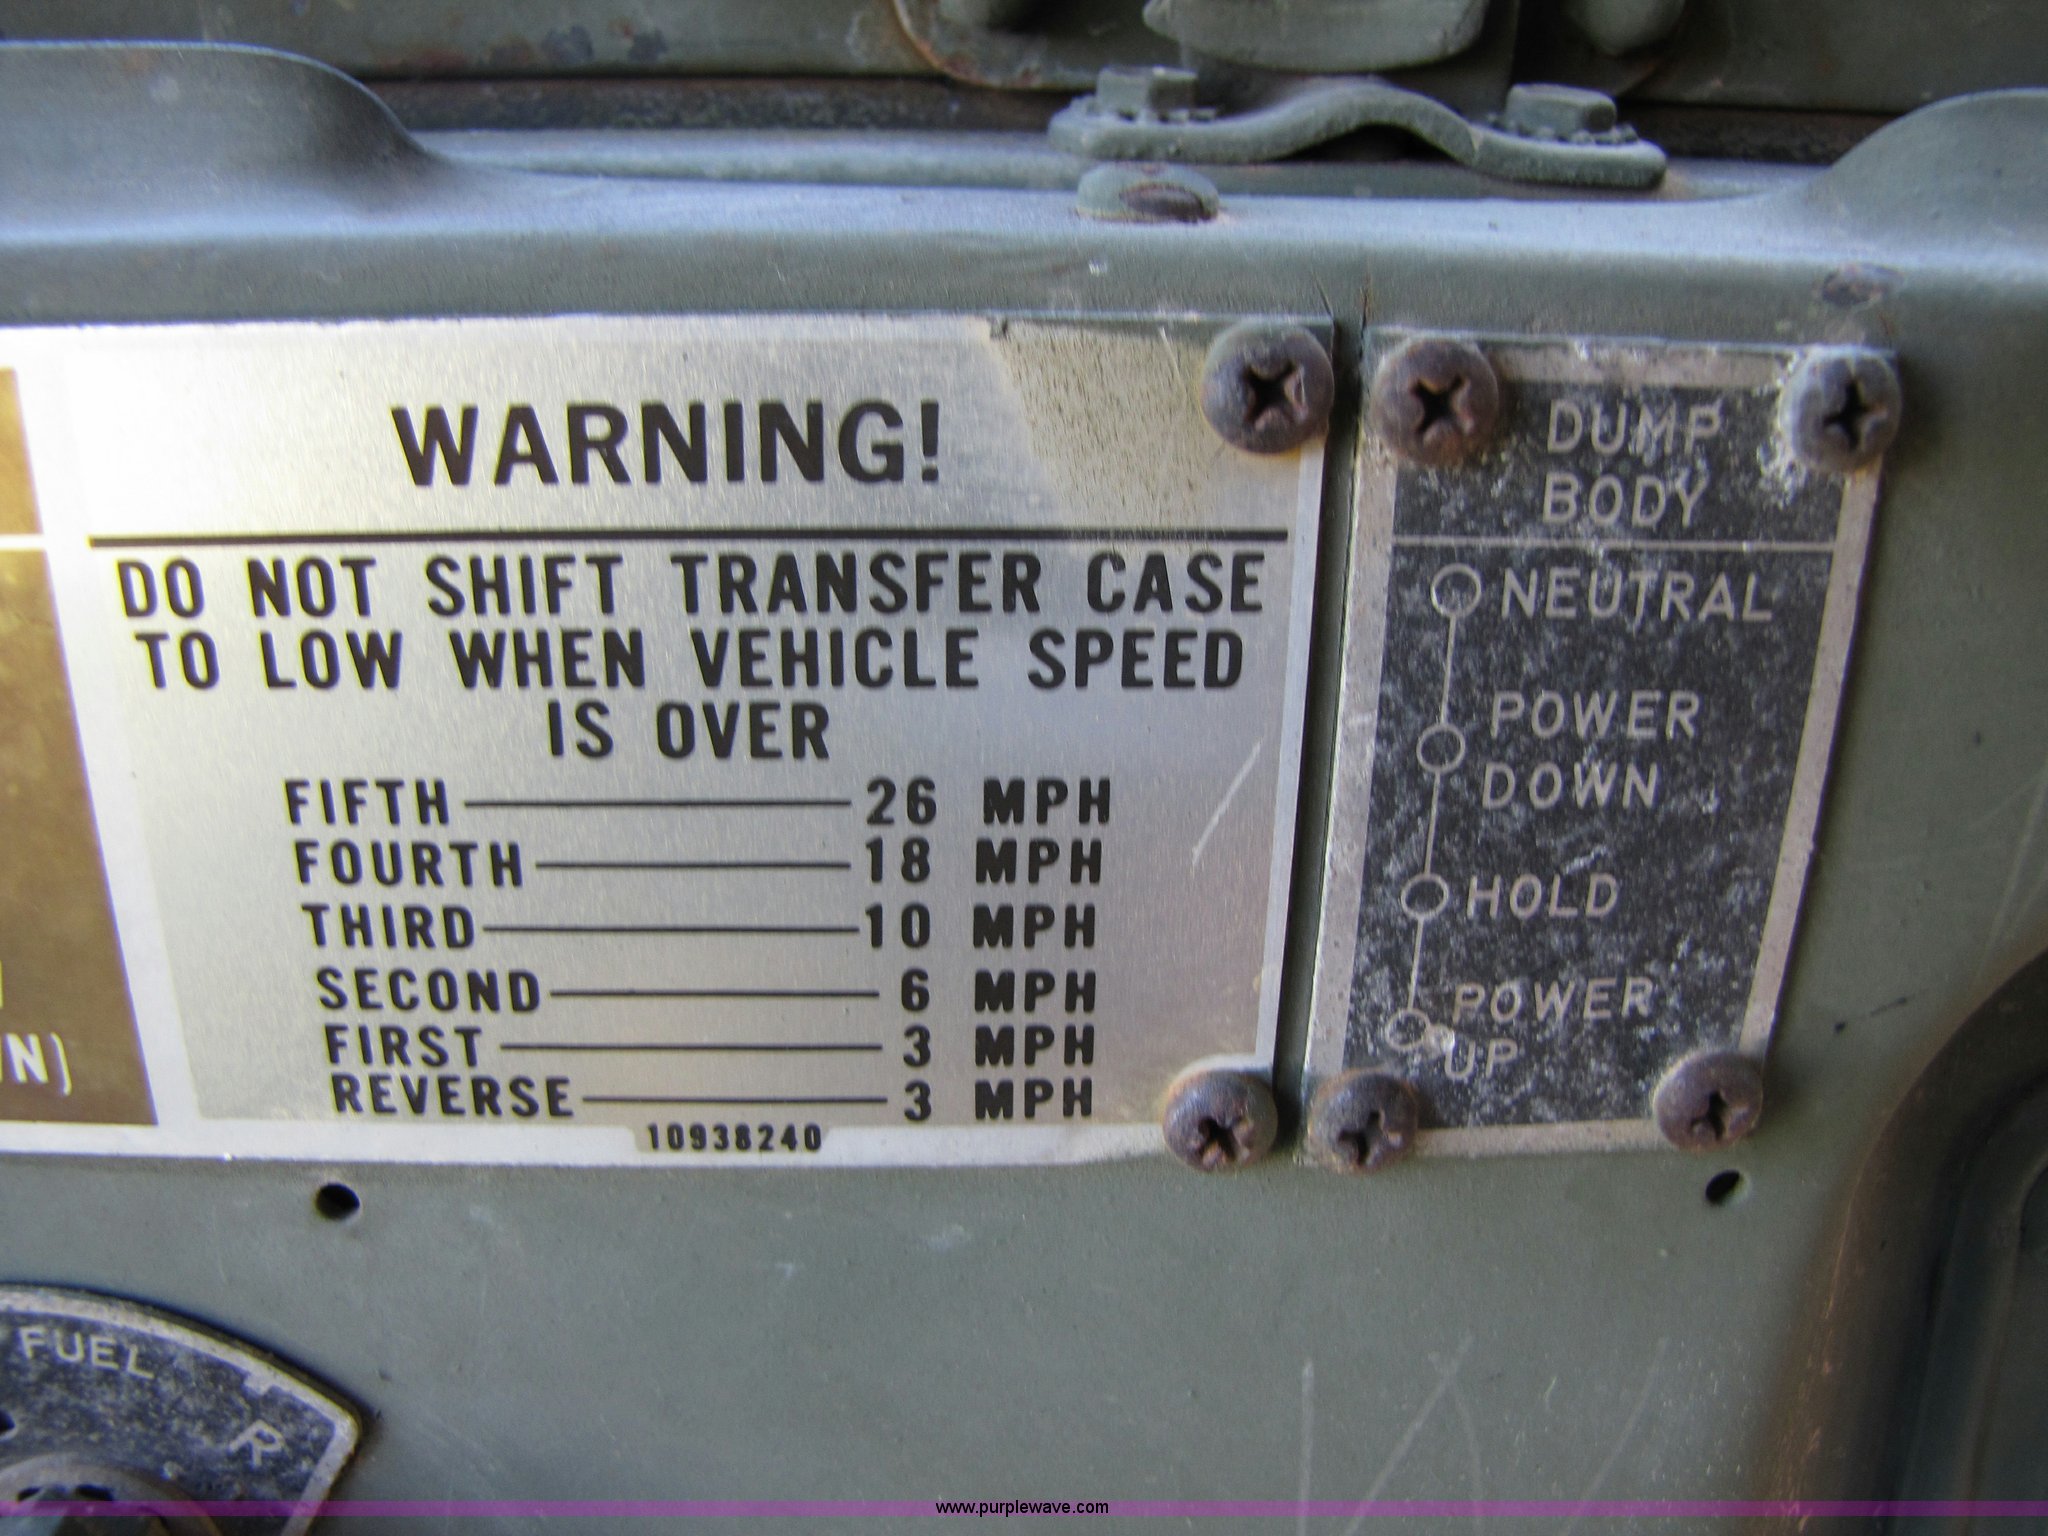 WARNING!
DO NOT SHIFT TRANSFER CASE
TO LOW WHEN VEHICLE SPEED
IS OVER
FIFTH 26 MPH
FOURTH 18 MPH
THIRD 10 MPH
SECOND 6 MPH
FIRST 3 MPH
REVERSE 3 MPH
10938240
DUMP
BODY
NEUTRAL
POWER
DOWN
HOLD
POWER
UP
FUEL
R
www.purplewave.com